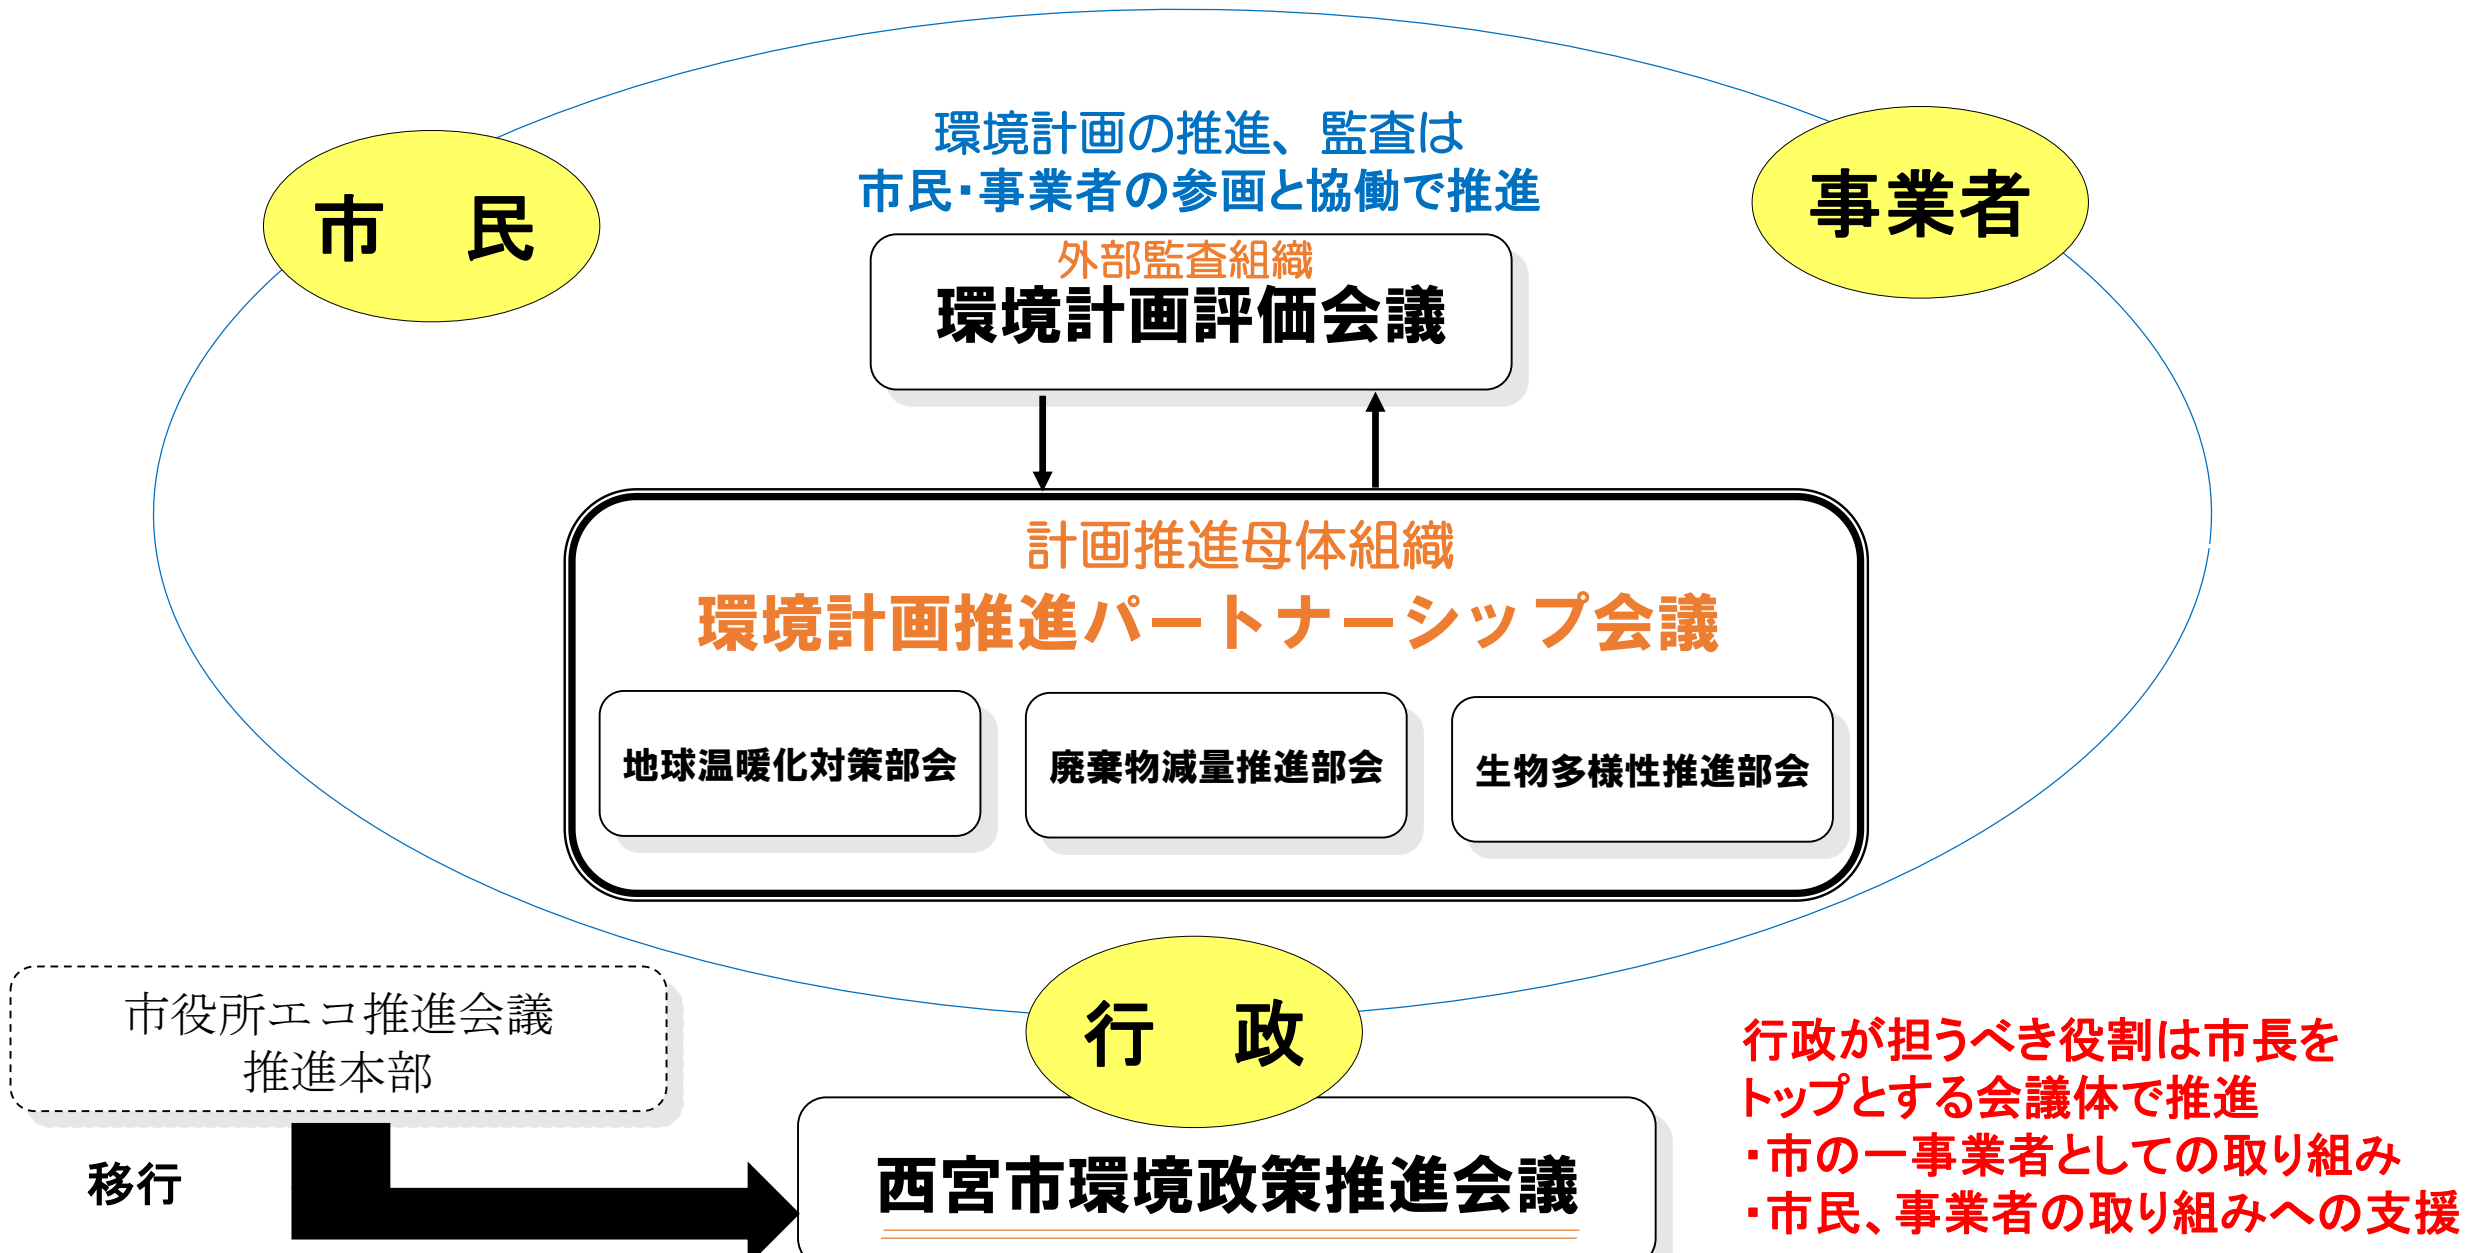 環境計画の推進、監査は
市民・事業者の参画と協働で推進
市　民
事業者
外部監査組織
環境計画評価会議
計画推進母体組織
環境計画推進パートナーシップ会議
地球温暖化対策部会
廃棄物減量推進部会
生物多様性推進部会
行　政
市役所エコ推進会議
推進本部
移行
西宮市環境政策推進会議
行政が担うべき役割は市長を
トップとする会議体で推進
・市の一事業者としての取り組み
・市民、事業者の取り組みへの支援